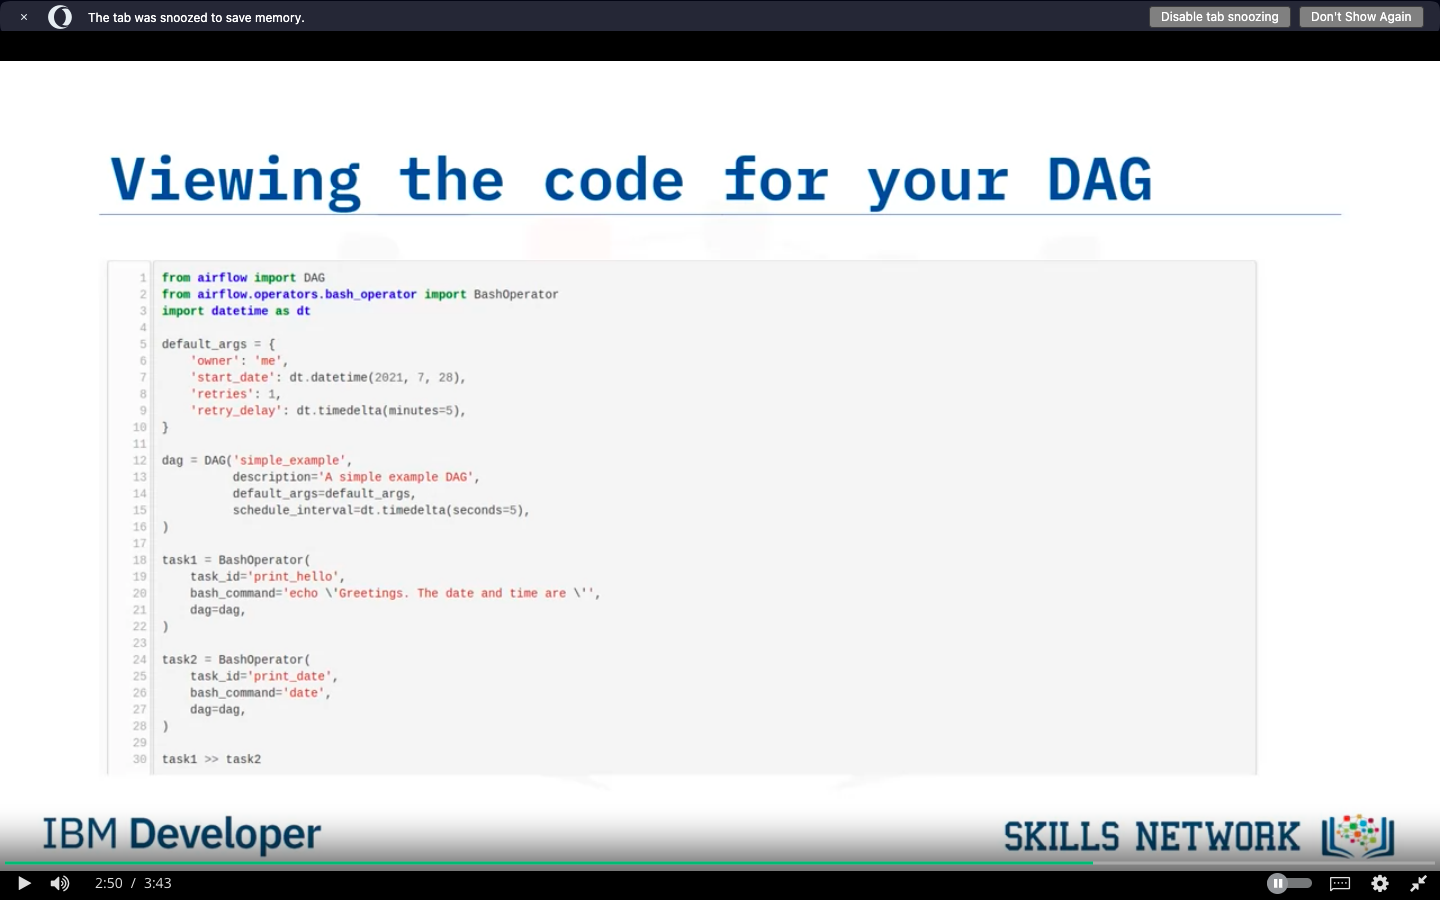 The tab was snoozed to save memory.
Disable tab snoozing
Don't Show Again
Viewing the code for your DAG
1 from airflow import DAG
2 from airflow.operators.bash_operator import BashOperator
3 import datetime as dt
4
5 default_args = {
6     'owner': 'me',
7     'start_date': dt.datetime(2021, 7, 28),
8     'retries': 1,
9     'retry_delay': dt.timedelta(minutes=5),
10 }
11
12 dag = DAG('simple_example',
13           description='A simple example DAG',
14           default_args=default_args,
15           schedule_interval=dt.timedelta(seconds=5),
16 )
17
18 task1 = BashOperator(
19     task_id='print_hello',
20     bash_command='echo \'Greetings. The date and time are \'',
21     dag=dag,
22 )
23
24 task2 = BashOperator(
25     task_id='print_date',
26     bash_command='date',
27     dag=dag,
28 )
29
30 task1 >> task2
IBM Developer
SKILLS NETWORK
2:50 / 3:43